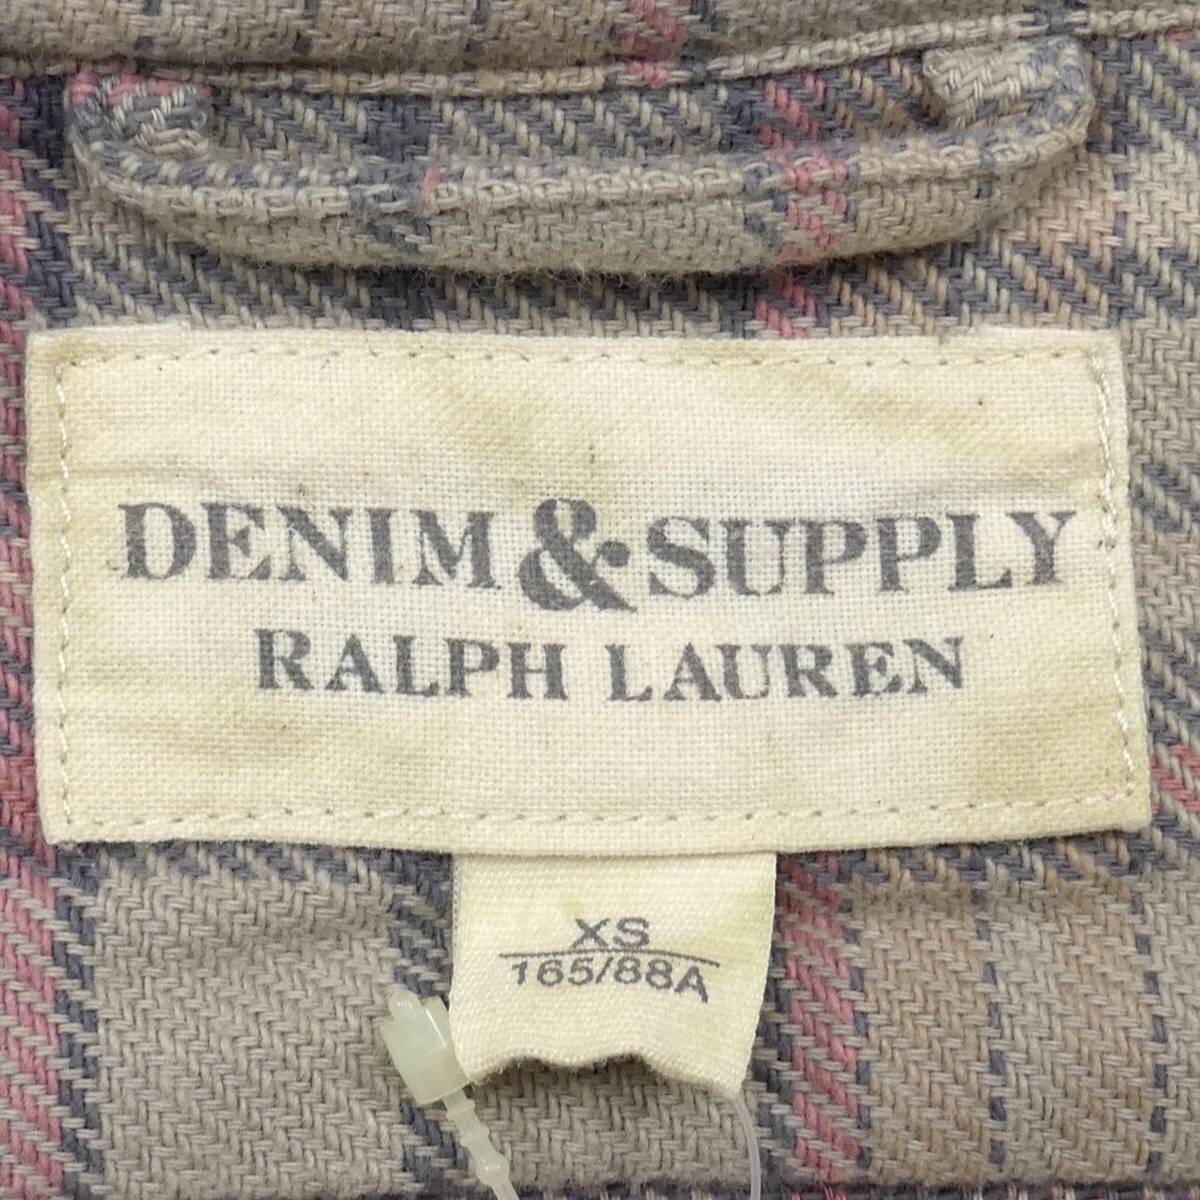 DENIM & SUPPLY
RALPH LAUREN
XS
165/88A